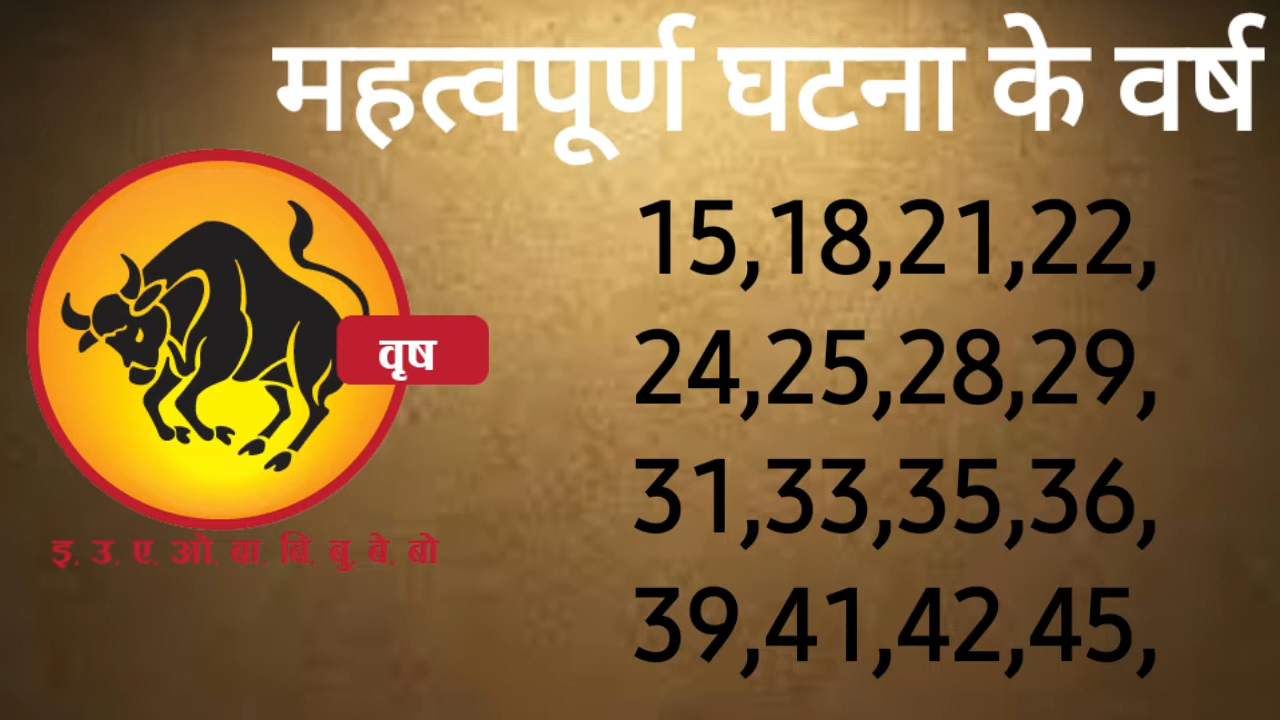 महत्वपूर्ण घटना के वर्ष
15,18,21,22,
24,25,28,29,
31,33,35,36,
39,41,42,45,
वृष
इ, उ, ए, ओ, बा, बि, बु, बे, बो